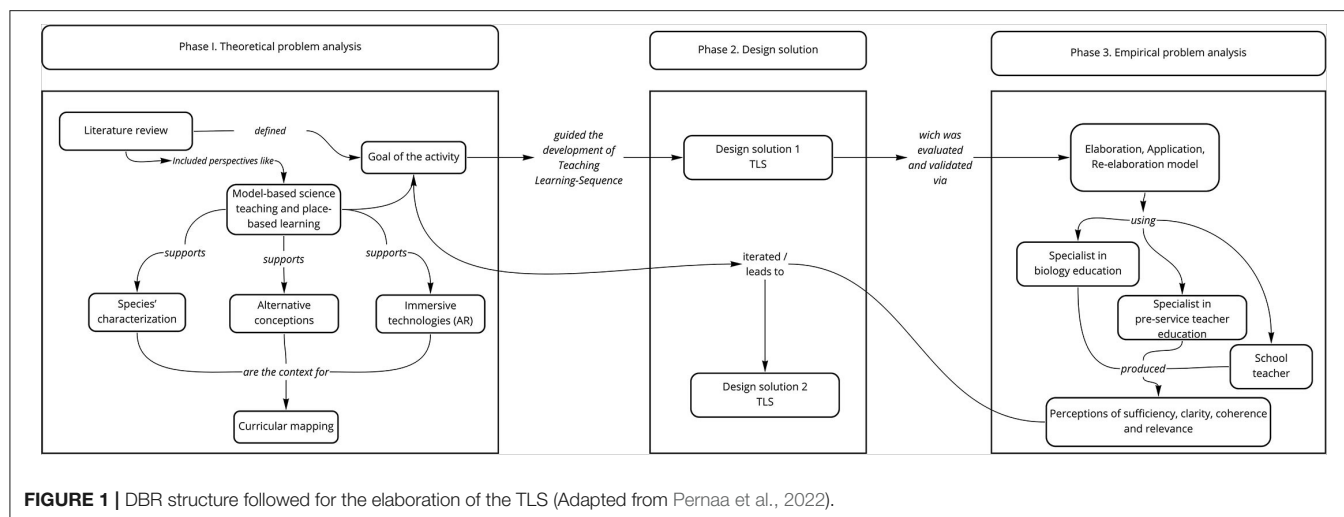 Phase I. Theoretical problem analysis
Phase 2. Design solution
Phase 3. Empirical problem analysis
Literature review
defined
Goal of the activity
Included perspectives like
Model-based science
teaching and place-
based learning
supports
supports
supports
Species'
characterization
Alternative
conceptions
Immersive
technologies (AR)
are the context for
Curricular mapping
guided the
development of
Teaching
Learning-Sequence
Design solution 1
TLS
iterated /
leads to
Design solution 2
TLS
wich was
evaluated
and validated
via
Elaboration, Application,
Re-elaboration model
using
Specialist in
biology education
Specialist in
pre-service teacher
education
School
teacher
produced
Perceptions of sufficiency, clarity, coherence
and relevance
FIGURE 1 | DBR structure followed for the elaboration of the TLS (Adapted from Pernaa et al., 2022).